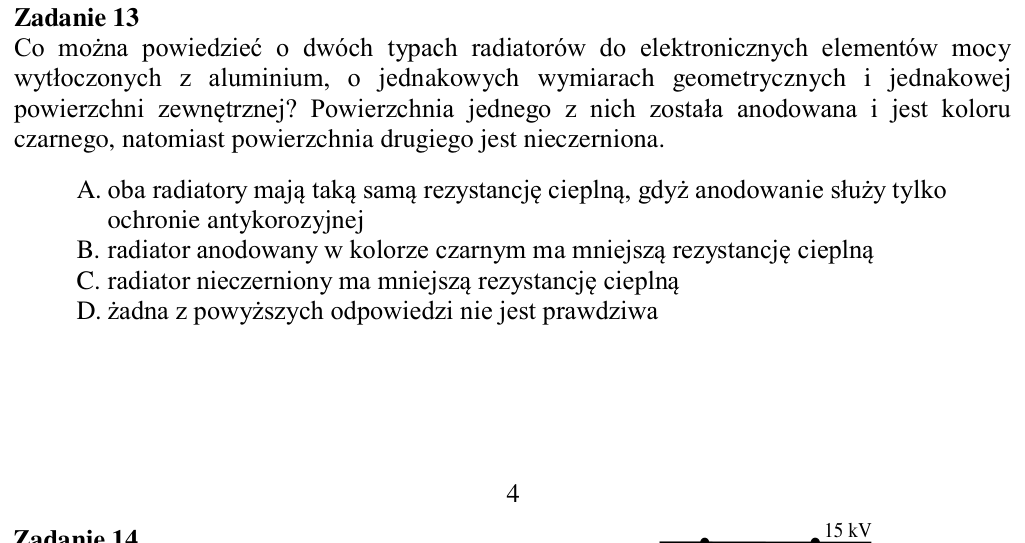 Zadanie 13
Co można powiedzieć o dwóch typach radiatorów do elektronicznych elementów mocy
wytłoczonych z aluminium, o jednakowych wymiarach geometrycznych i jednakowej
powierzchni zewnętrznej? Powierzchnia jednego z nich została anodowana i jest koloru
czarnego, natomiast powierzchnia drugiego jest nieczerniona.
A. oba radiatory mają taką samą rezystancję cieplną, gdyż anodowanie służy tylko
ochronie antykorozyjnej
B. radiator anodowany w kolorze czarnym ma mniejszą rezystancję cieplną
C. radiator nieczerniony ma mniejszą rezystancję cieplną
D. żadna z powyższych odpowiedzi nie jest prawdziwa
4
15 kV
Zadanie 14